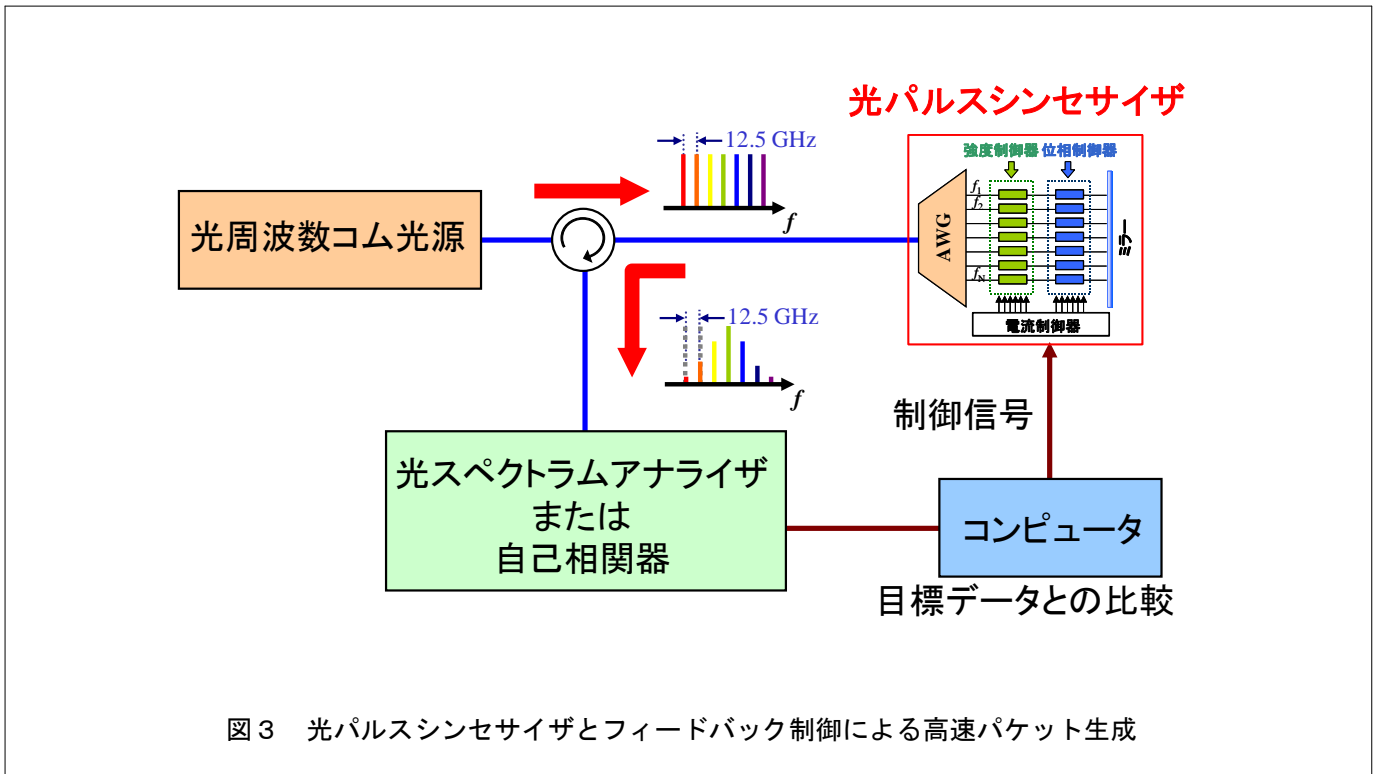 光パルスシンセサイザ
強度制御器 位相制御器
12.5 GHz
f
f1
f2
fN
AWG
ミラー
電流制御器
光周波数コム光源
12.5 GHz
f
制御信号
光スペクトラムアナライザ
または
自己相関器
コンピュータ
目標データとの比較
図3 光パルスシンセサイザとフィードバック制御による高速パケット生成